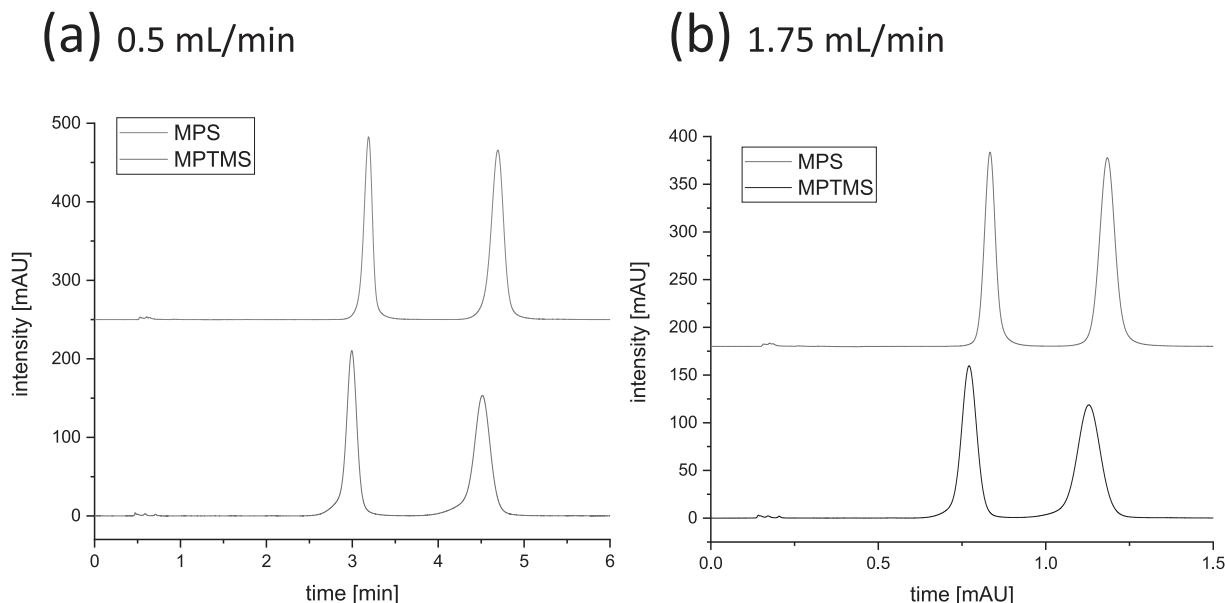 (a) 0.5 mL/min
MPS
MPTMS
500
400
300
200
100
0
intensity [mAU]
0 1 2 3 4 5 6
time [min]
(b) 1.75 mL/min
MPS
MPTMS
400
350
300
250
200
150
100
50
0
intensity [mAU]
0.0 0.5 1.0 1.5
time [mAU]